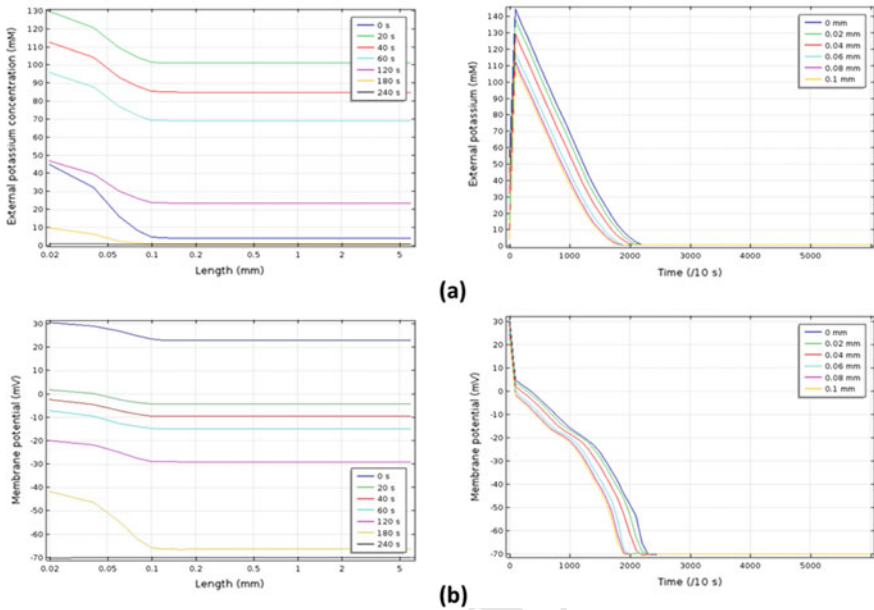 130
120
110
100
90
80
70
60
50
40
30
20
10
0
External potassium concentration (mM)
0 s
20 s
40 s
60 s
120 s
180 s
240 s
0.02 0.05 0.1 0.2 0.5 1 2 5
Length (mm)
140
130
120
110
100
90
80
70
60
50
40
30
20
10
0
External potassium (mM)
0 mm
0.02 mm
0.04 mm
0.06 mm
0.08 mm
0.1 mm
0 1000 2000 3000 4000 5000
Time (/10 s)
(a)
30
20
10
0
-10
-20
-30
-40
-50
-60
-70
Membrane potential (mV)
0 s
20 s
40 s
60 s
120 s
180 s
240 s
0.02 0.05 0.1 0.2 0.5 1 2 5
Length (mm)
30
20
10
0
-10
-20
-30
-40
-50
-60
-70
Membrane potential (mV)
0 mm
0.02 mm
0.04 mm
0.06 mm
0.08 mm
0.1 mm
0 1000 2000 3000 4000 5000
Time (/10 s)
(b)